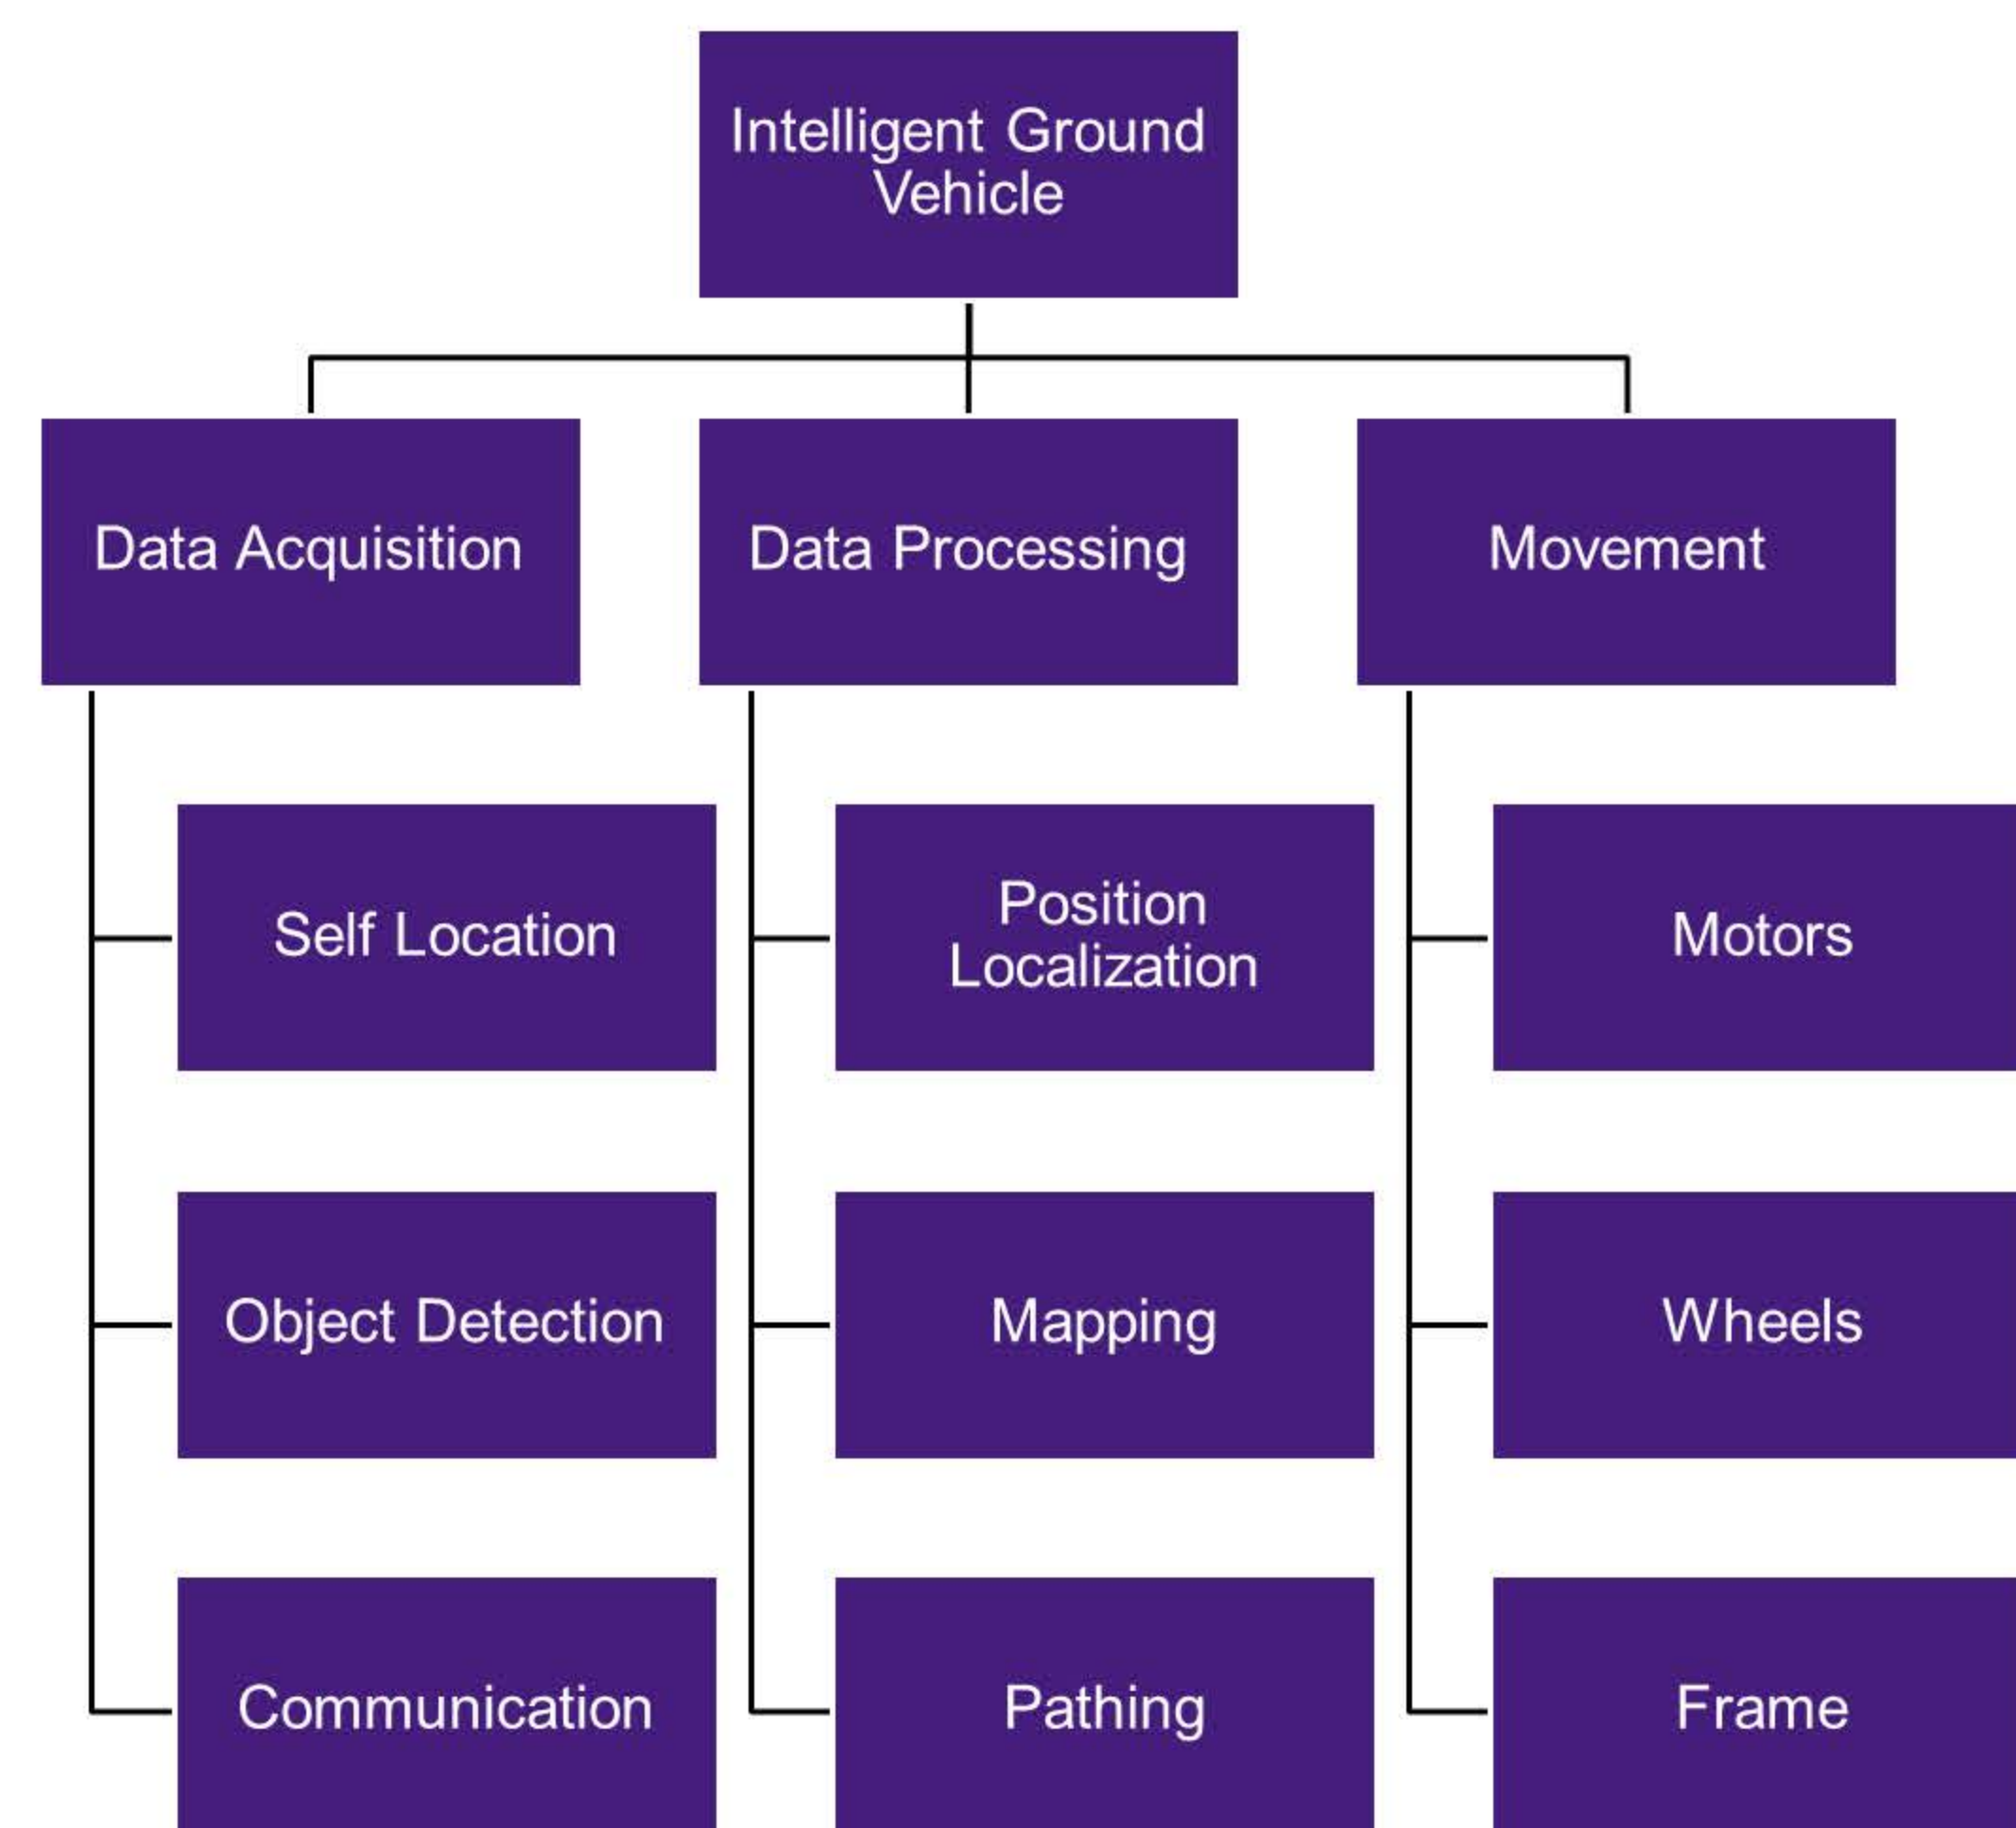 Intelligent Ground
Vehicle
Data Acquisition
Data Processing
Movement
Self Location
Position
Localization
Motors
Object Detection
Mapping
Wheels
Communication
Pathing
Frame